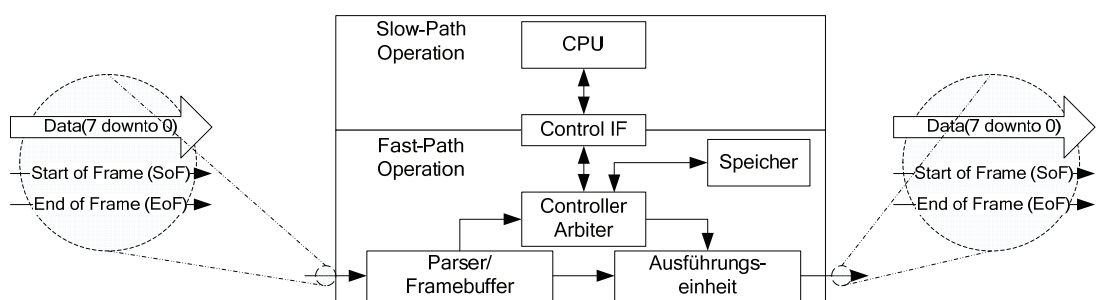 Slow-Path
Operation
CPU
Data(7 downto 0)
Start of Frame (SoF)
End of Frame (EoF)
Control IF
Fast-Path
Operation
Speicher
Controller
Arbiter
Parser/
Framebuffer
Ausführungs-
einheit
Data(7 downto 0)
Start of Frame (SoF)
End of Frame (EoF)